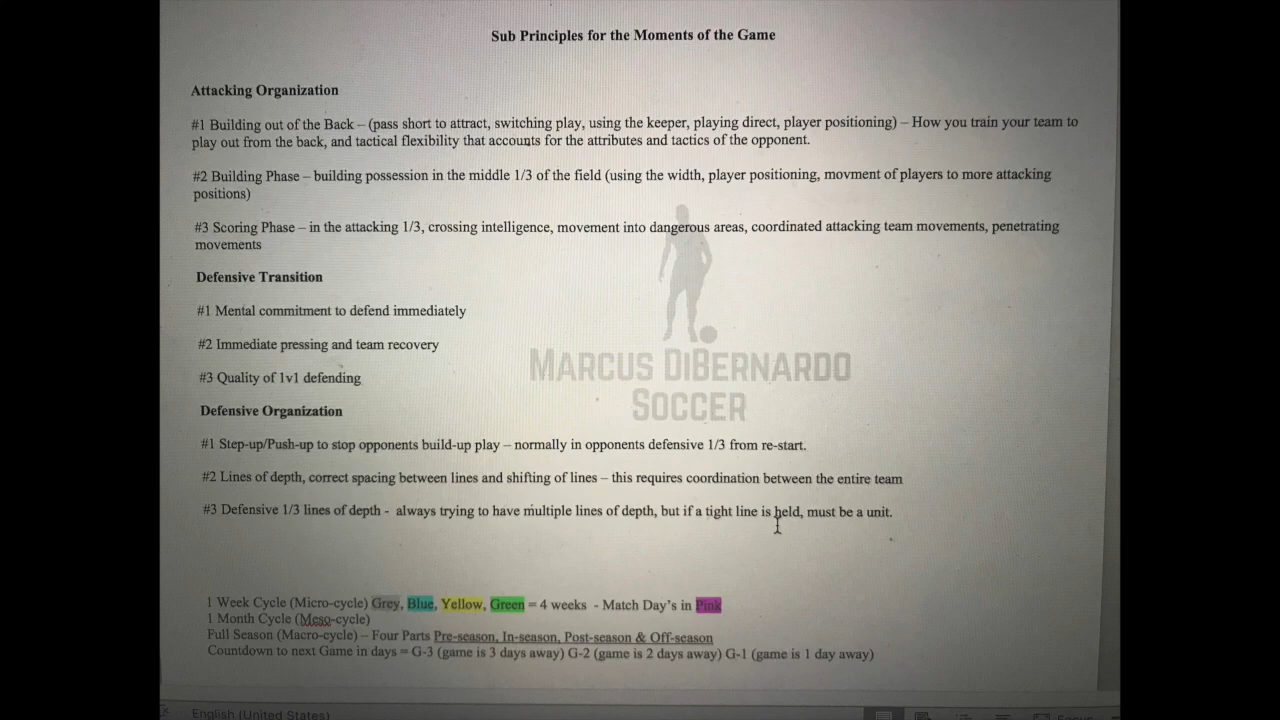 Sub Principles for the Moments of the Game
Attacking Organization
#1 Building out of the Back – (pass short to attract, switching play, using the keeper, playing direct, player positioning) – How you train your team to
play out from the back, and tactical flexibility that accounts for the attributes and tactics of the opponent.
#2 Building Phase – building possession in the middle 1/3 of the field (using the width, player positioning, movment of players to more attacking
positions)
#3 Scoring Phase – in the attacking 1/3, crossing intelligence, movement into dangerous areas, coordinated attacking team movements, penetrating
movements
Defensive Transition
#1 Mental commitment to defend immediately
#2 Immediate pressing and team recovery
#3 Quality of 1v1 defending
MARCUS DIBERNARDO
SOCCER
Defensive Organization
#1 Step-up/Push-up to stop opponents build-up play – normally in opponents defensive 1/3 from re-start.
#2 Lines of depth, correct spacing between lines and shifting of lines – this requires coordination between the entire team
#3 Defensive 1/3 lines of depth - always trying to have multiple lines of depth, but if a tight line is held, must be a unit.
1 Week Cycle (Micro-cycle) Grey, Blue, Yellow, Green = 4 weeks - Match Day's in Pink
1 Month Cycle (Meso-cycle)
Full Season (Macro-cycle) – Four Parts Pre-season, In-season, Post-season & Off-season
Countdown to next Game in days = G-3 (game is 3 days away) G-2 (game is 2 days away) G-1 (game is 1 day away)
English (United States)
Focus